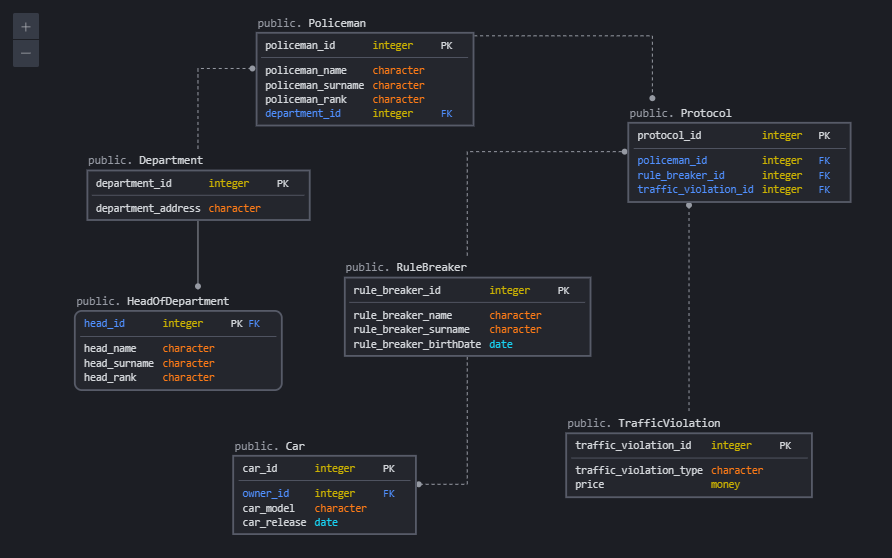 +
−
public. Policeman
policeman_id integer PK
policeman_name character
policeman_surname character
policeman_rank character
department_id integer FK
public. Protocol
protocol_id integer PK
policeman_id integer FK
rule_breaker_id integer FK
traffic_violation_id integer FK
public. Department
department_id integer PK
department_address character
public. RuleBreaker
rule_breaker_id integer PK
rule_breaker_name character
rule_breaker_surname character
rule_breaker_birthDate date
public. HeadOfDepartment
head_id integer PK FK
head_name character
head_surname character
head_rank character
public. TrafficViolation
traffic_violation_id integer PK
traffic_violation_type character
price money
public. Car
car_id integer PK
owner_id integer FK
car_model character
car_release date